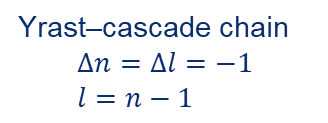 Yrast–cascade chain
Δ𝑛 = Δ𝑙 = −1
𝑙 = 𝑛 − 1